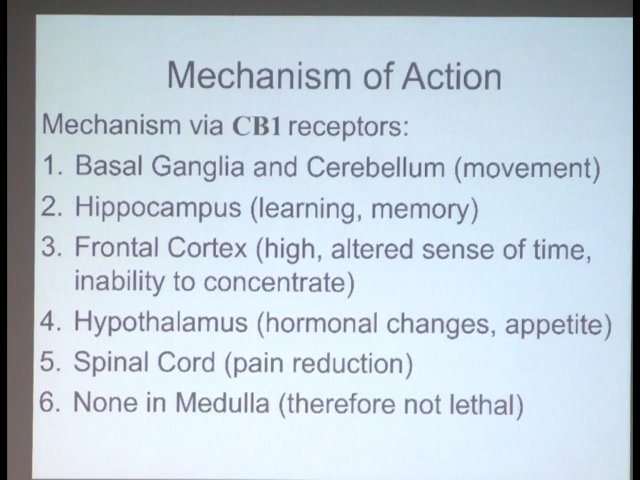 Mechanism of Action
Mechanism via CB1 receptors:
1. Basal Ganglia and Cerebellum (movement)
2. Hippocampus (learning, memory)
3. Frontal Cortex (high, altered sense of time,
inability to concentrate)
4. Hypothalamus (hormonal changes, appetite)
5. Spinal Cord (pain reduction)
6. None in Medulla (therefore not lethal)